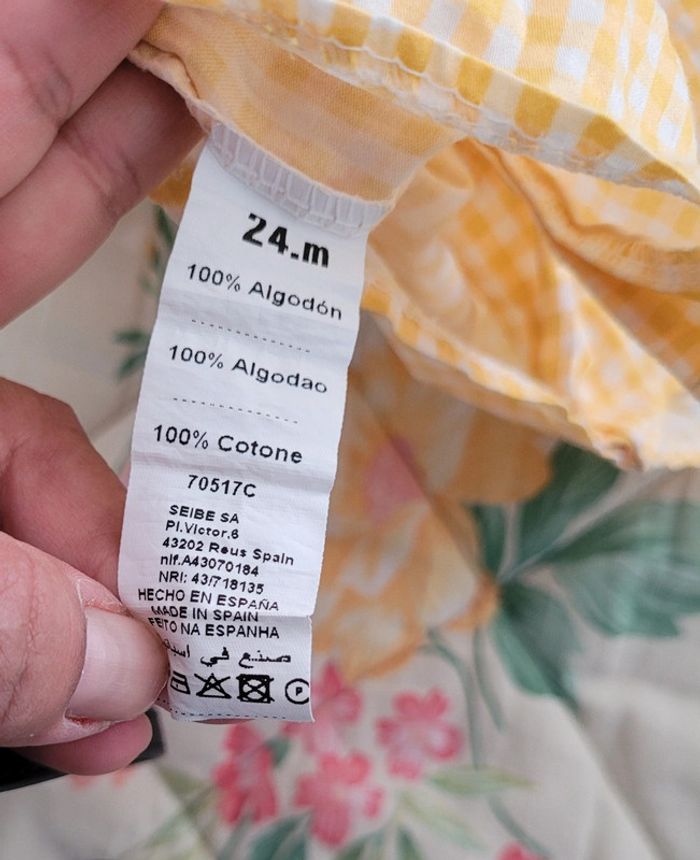 24.m
100% Algodón
100% Algodao
100% Cotone
70517C
SEIBE SA
Pl.Victor.6
43202 Reus Spain
nif.A43070184
NRI: 43/718135
HECHO EN ESPAÑA
MADE IN SPAIN
FEITO NA ESPANHA
صنع في
P